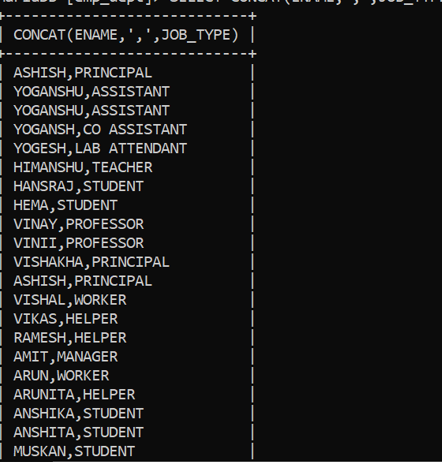 +----------------------------+
| CONCAT(ENAME,',',JOB_TYPE) |
+----------------------------+
| ASHISH,PRINCIPAL |
| YOGANSHU,ASSISTANT |
| YOGANSHU,ASSISTANT |
| YOGANSH,CO ASSISTANT |
| YOGESH,LAB ATTENDANT |
| HIMANSHU,TEACHER |
| HANSRAJ,STUDENT |
| HEMA,STUDENT |
| VINAY,PROFESSOR |
| VINII,PROFESSOR |
| VISHAKHA,PRINCIPAL |
| ASHISH,PRINCIPAL |
| VISHAL,WORKER |
| VIKAS,HELPER |
| RAMESH,HELPER |
| AMIT,MANAGER |
| ARUN,WORKER |
| ARUNITA,HELPER |
| ANSHIKA,STUDENT |
| ANSHITA,STUDENT |
| MUSKAN,STUDENT |